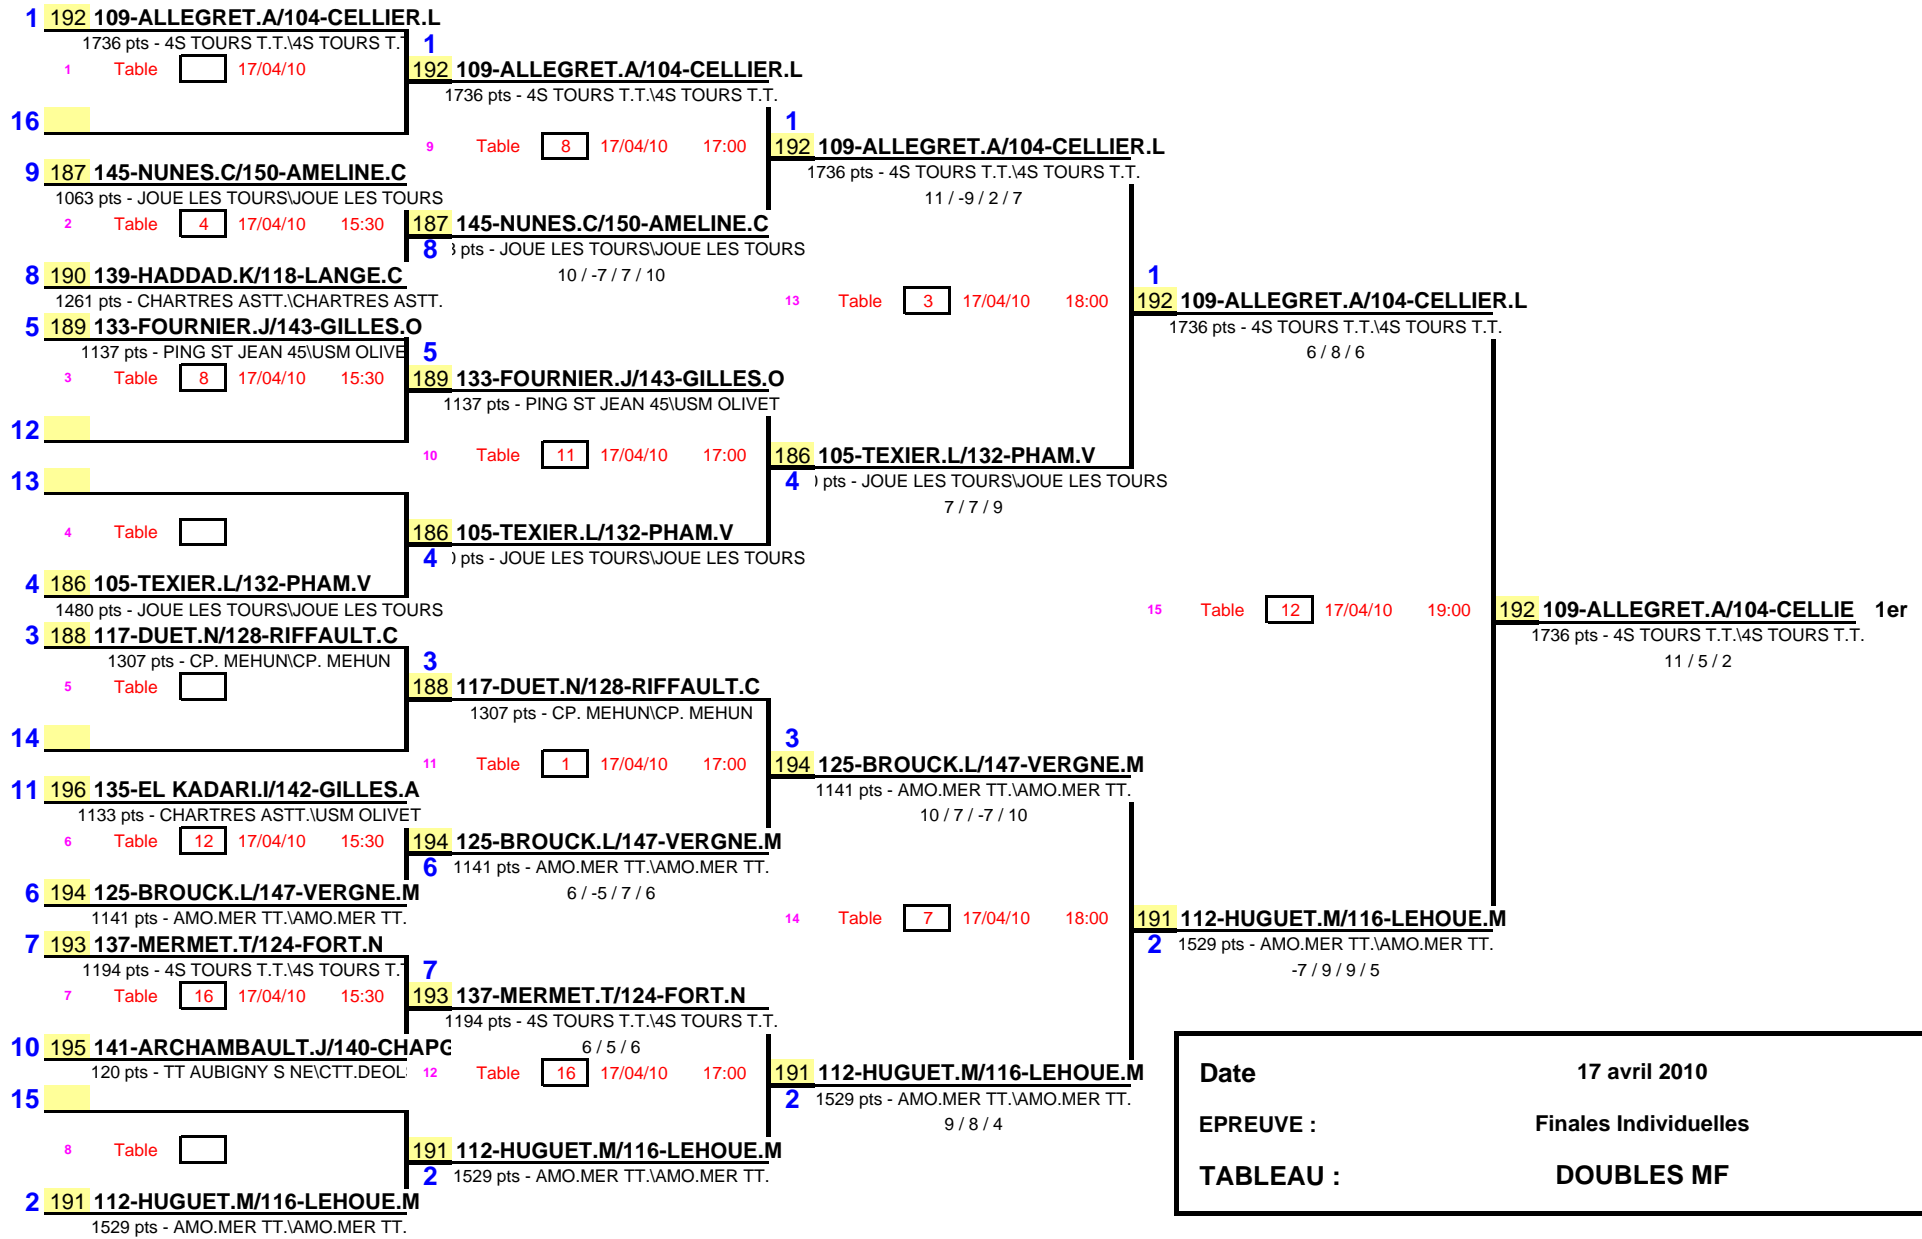 1 192 109-ALLEGRET.A/104-CELLIER.L
1736 pts - 4S TOURS T.T.\4S TOURS T.T
1 Table 17/04/10
16
9 187 145-NUNES.C/150-AMELINE.C
1063 pts - JOUE LES TOURS\JOUE LES TOURS
2 Table 4 17/04/10 15:30
8 190 139-HADDAD.K/118-LANGE.C
1261 pts - CHARTRES ASTT.\CHARTRES ASTT.
5 189 133-FOURNIER.J/143-GILLES.O
1137 pts - PING ST JEAN 45\USM OLIVE
3 Table 8 17/04/10 15:30
12
13
4 Table
4 186 105-TEXIER.L/132-PHAM.V
1480 pts - JOUE LES TOURS\JOUE LES TOURS
3 188 117-DUET.N/128-RIFFAULT.C
1307 pts - CP. MEHUN\CP. MEHUN
5 Table
14
11 196 135-EL KADARI.I/142-GILLES.A
1133 pts - CHARTRES ASTT.\USM OLIVET
6 Table 12 17/04/10 15:30
6 194 125-BROUCK.L/147-VERGNE.M
1141 pts - AMO.MER TT.\AMO.MER TT.
7 193 137-MERMET.T/124-FORT.N
1194 pts - 4S TOURS T.T.\4S TOURS T.T
7 Table 16 17/04/10 15:30
10 195 141-ARCHAMBAULT.J/140-CHAPG
120 pts - TT AUBIGNY S NE\CTT.DEOL
15
8 Table
2 191 112-HUGUET.M/116-LEHOUE.M
1529 pts - AMO.MER TT.\AMO.MER TT.
1
192 109-ALLEGRET.A/104-CELLIER.L
1736 pts - 4S TOURS T.T.\4S TOURS T.T.
9 Table 8 17/04/10 17:00
187 145-NUNES.C/150-AMELINE.C
8 pts - JOUE LES TOURS\JOUE LES TOURS
10 / -7 / 7 / 10
5
189 133-FOURNIER.J/143-GILLES.O
1137 pts - PING ST JEAN 45\USM OLIVET
10 Table 11 17/04/10 17:00
186 105-TEXIER.L/132-PHAM.V
4 pts - JOUE LES TOURS\JOUE LES TOURS
3
188 117-DUET.N/128-RIFFAULT.C
1307 pts - CP. MEHUN\CP. MEHUN
11 Table 1 17/04/10 17:00
194 125-BROUCK.L/147-VERGNE.M
6 1141 pts - AMO.MER TT.\AMO.MER TT.
6 / -5 / 7 / 6
7
193 137-MERMET.T/124-FORT.N
1194 pts - 4S TOURS T.T.\4S TOURS T.T.
6 / 5 / 6
12 Table 16 17/04/10 17:00
191 112-HUGUET.M/116-LEHOUE.M
2 1529 pts - AMO.MER TT.\AMO.MER TT.
1
192 109-ALLEGRET.A/104-CELLIER.L
1736 pts - 4S TOURS T.T.\4S TOURS T.T.
11 / -9 / 2 / 7
13 Table 3 17/04/10 18:00
186 105-TEXIER.L/132-PHAM.V
4 pts - JOUE LES TOURS\JOUE LES TOURS
7 / 7 / 9
3
194 125-BROUCK.L/147-VERGNE.M
1141 pts - AMO.MER TT.\AMO.MER TT.
10 / 7 / -7 / 10
14 Table 7 17/04/10 18:00
191 112-HUGUET.M/116-LEHOUE.M
2 1529 pts - AMO.MER TT.\AMO.MER TT.
9 / 8 / 4
1
192 109-ALLEGRET.A/104-CELLIER.L
1736 pts - 4S TOURS T.T.\4S TOURS T.T.
6 / 8 / 6
15 Table 12 17/04/10 19:00
191 112-HUGUET.M/116-LEHOUE.M
2 1529 pts - AMO.MER TT.\AMO.MER TT.
-7 / 9 / 9 / 5
192 109-ALLEGRET.A/104-CELLIE 1er
1736 pts - 4S TOURS T.T.\4S TOURS T.T.
11 / 5 / 2
Date 17 avril 2010
EPREUVE : Finales Individuelles
TABLEAU : DOUBLES MF